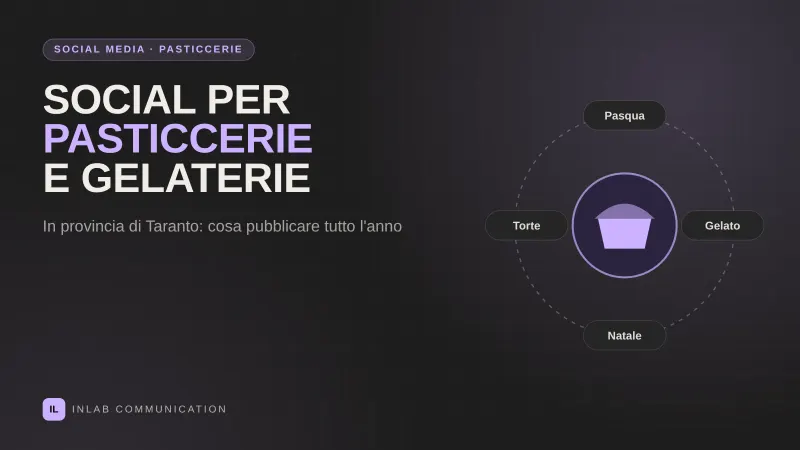 SOCIAL MEDIA · PASTICCERIE
SOCIAL PER
PASTICCERIE
E GELATERIE
In provincia di Taranto: cosa pubblicare tutto l'anno
Pasqua
Torte
Gelato
Natale
IL INLAB COMMUNICATION